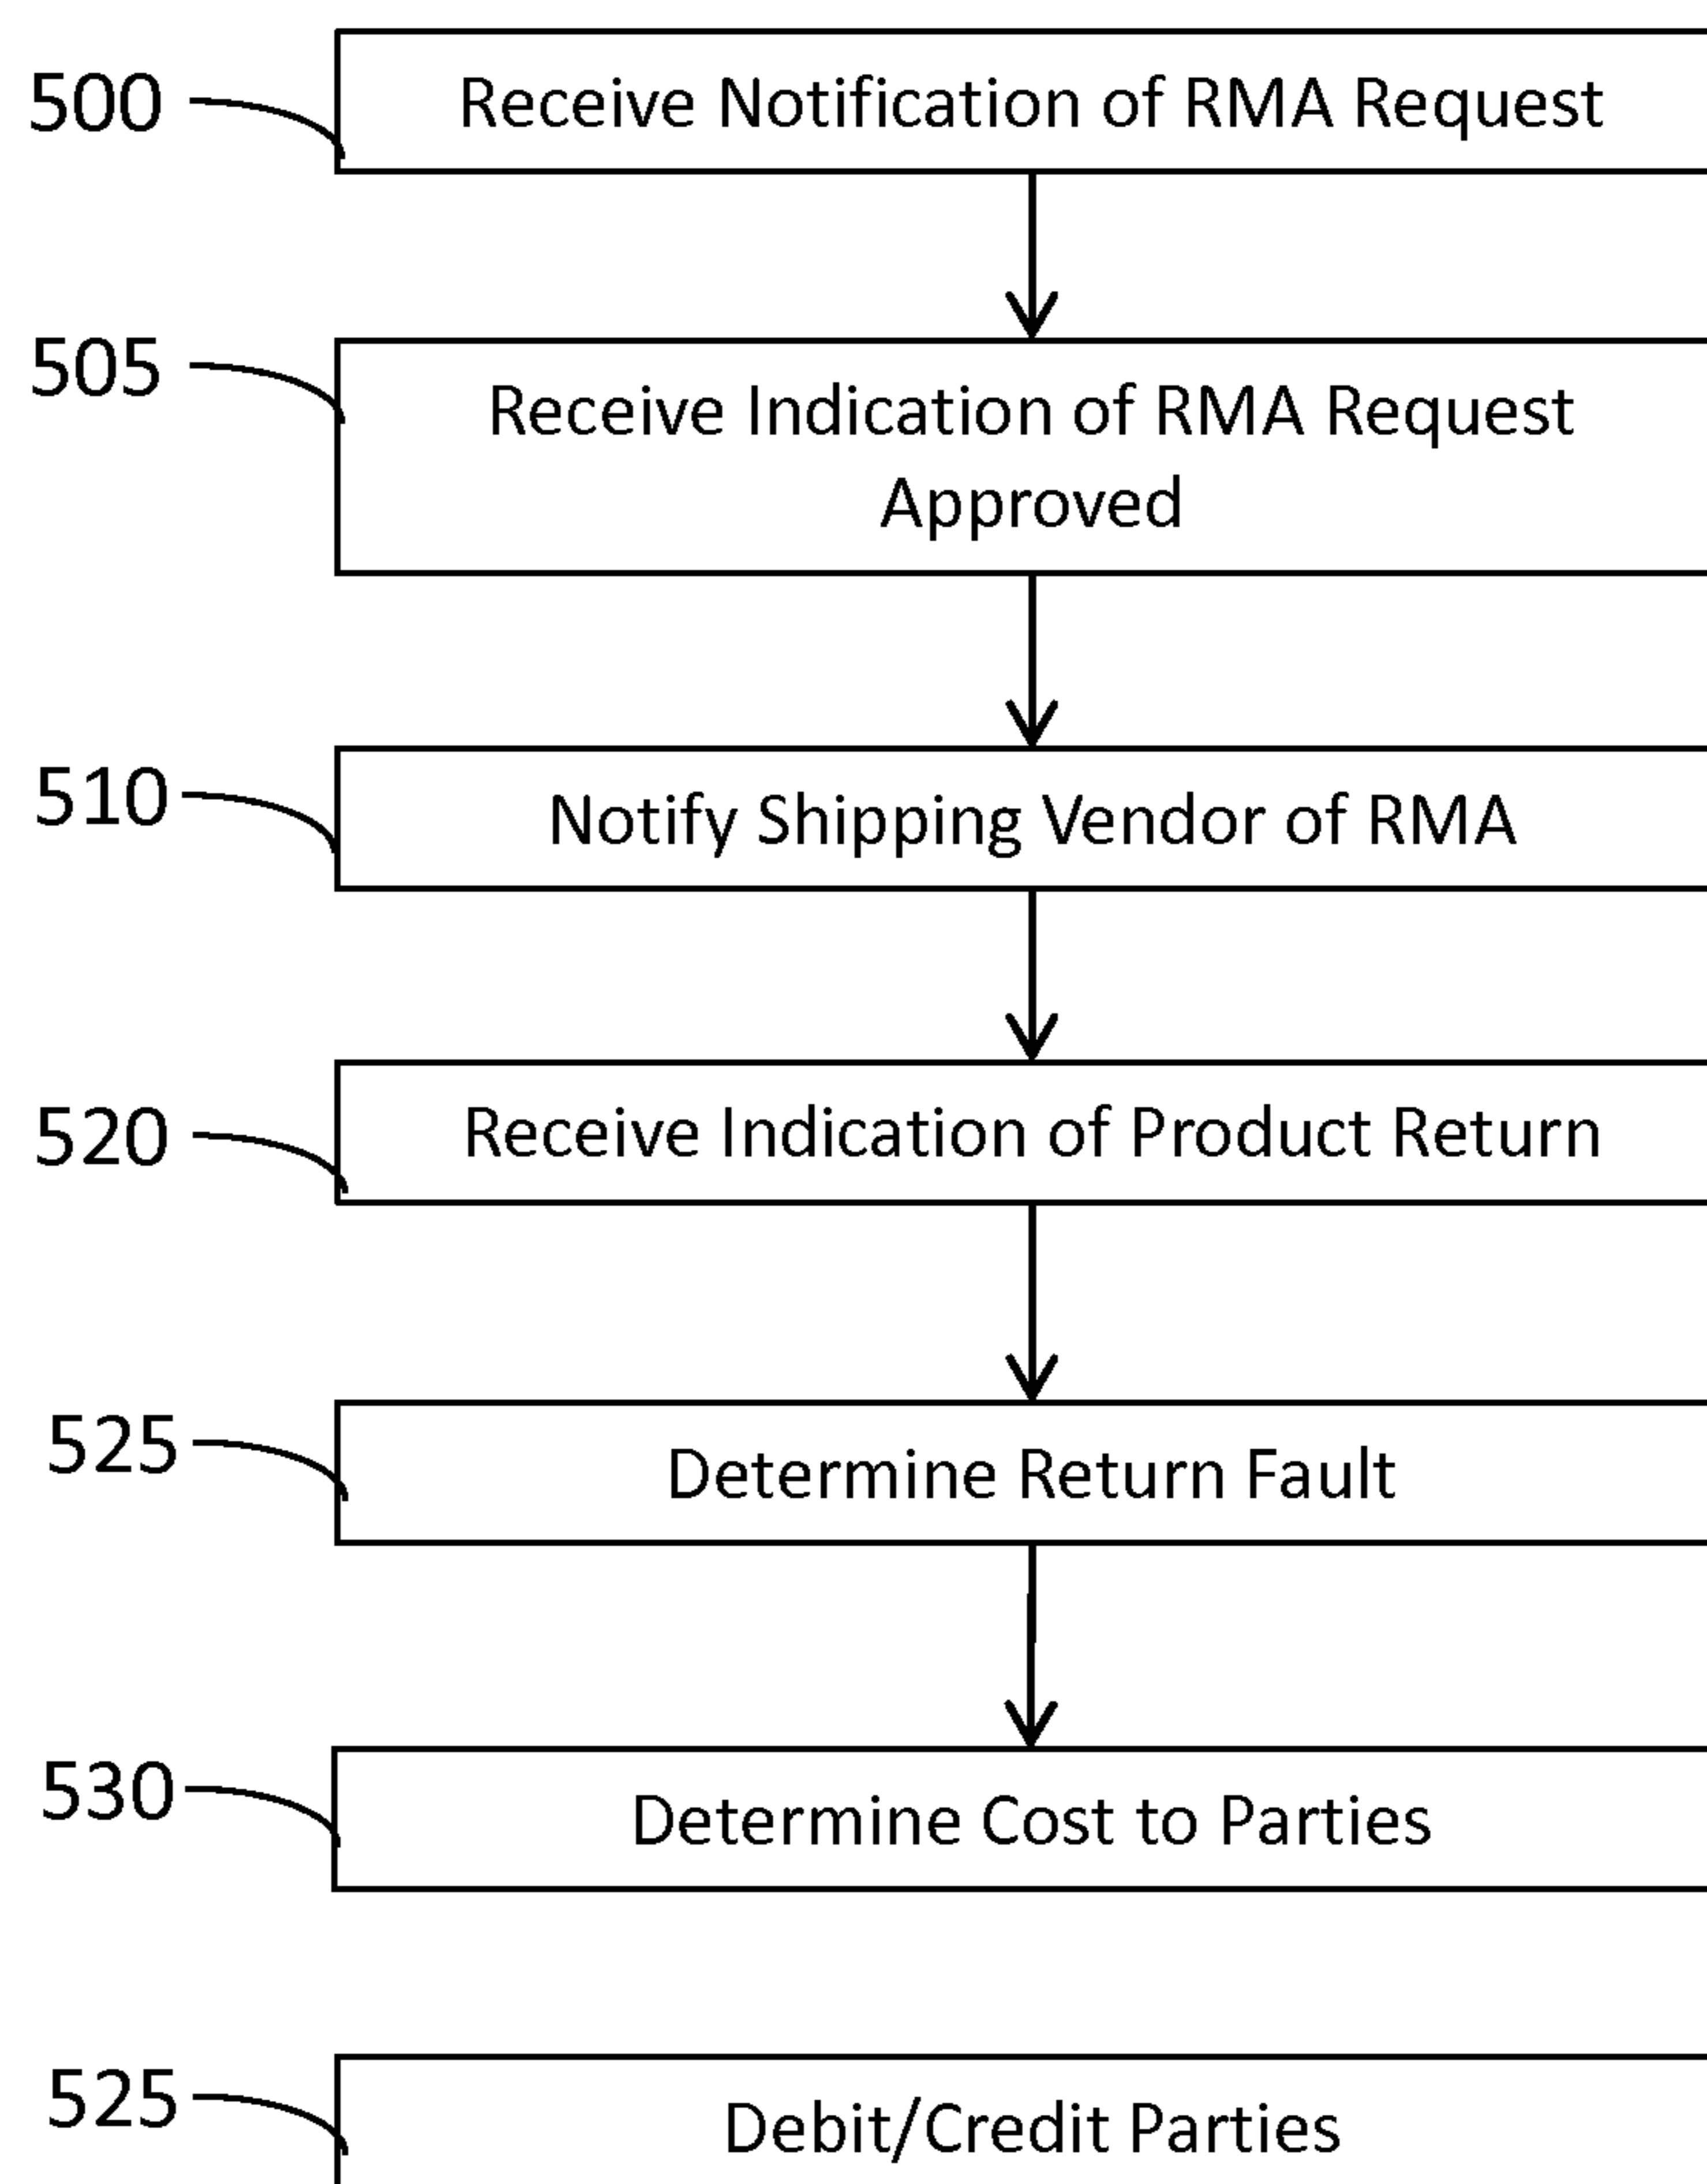 500
Receive Notification of RMA Request
505
Receive Indication of RMA Request
Approved
510
Notify Shipping Vendor of RMA
520
Receive Indication of Product Return
525
Determine Return Fault
530
Determine Cost to Parties
525
Debit/Credit Parties